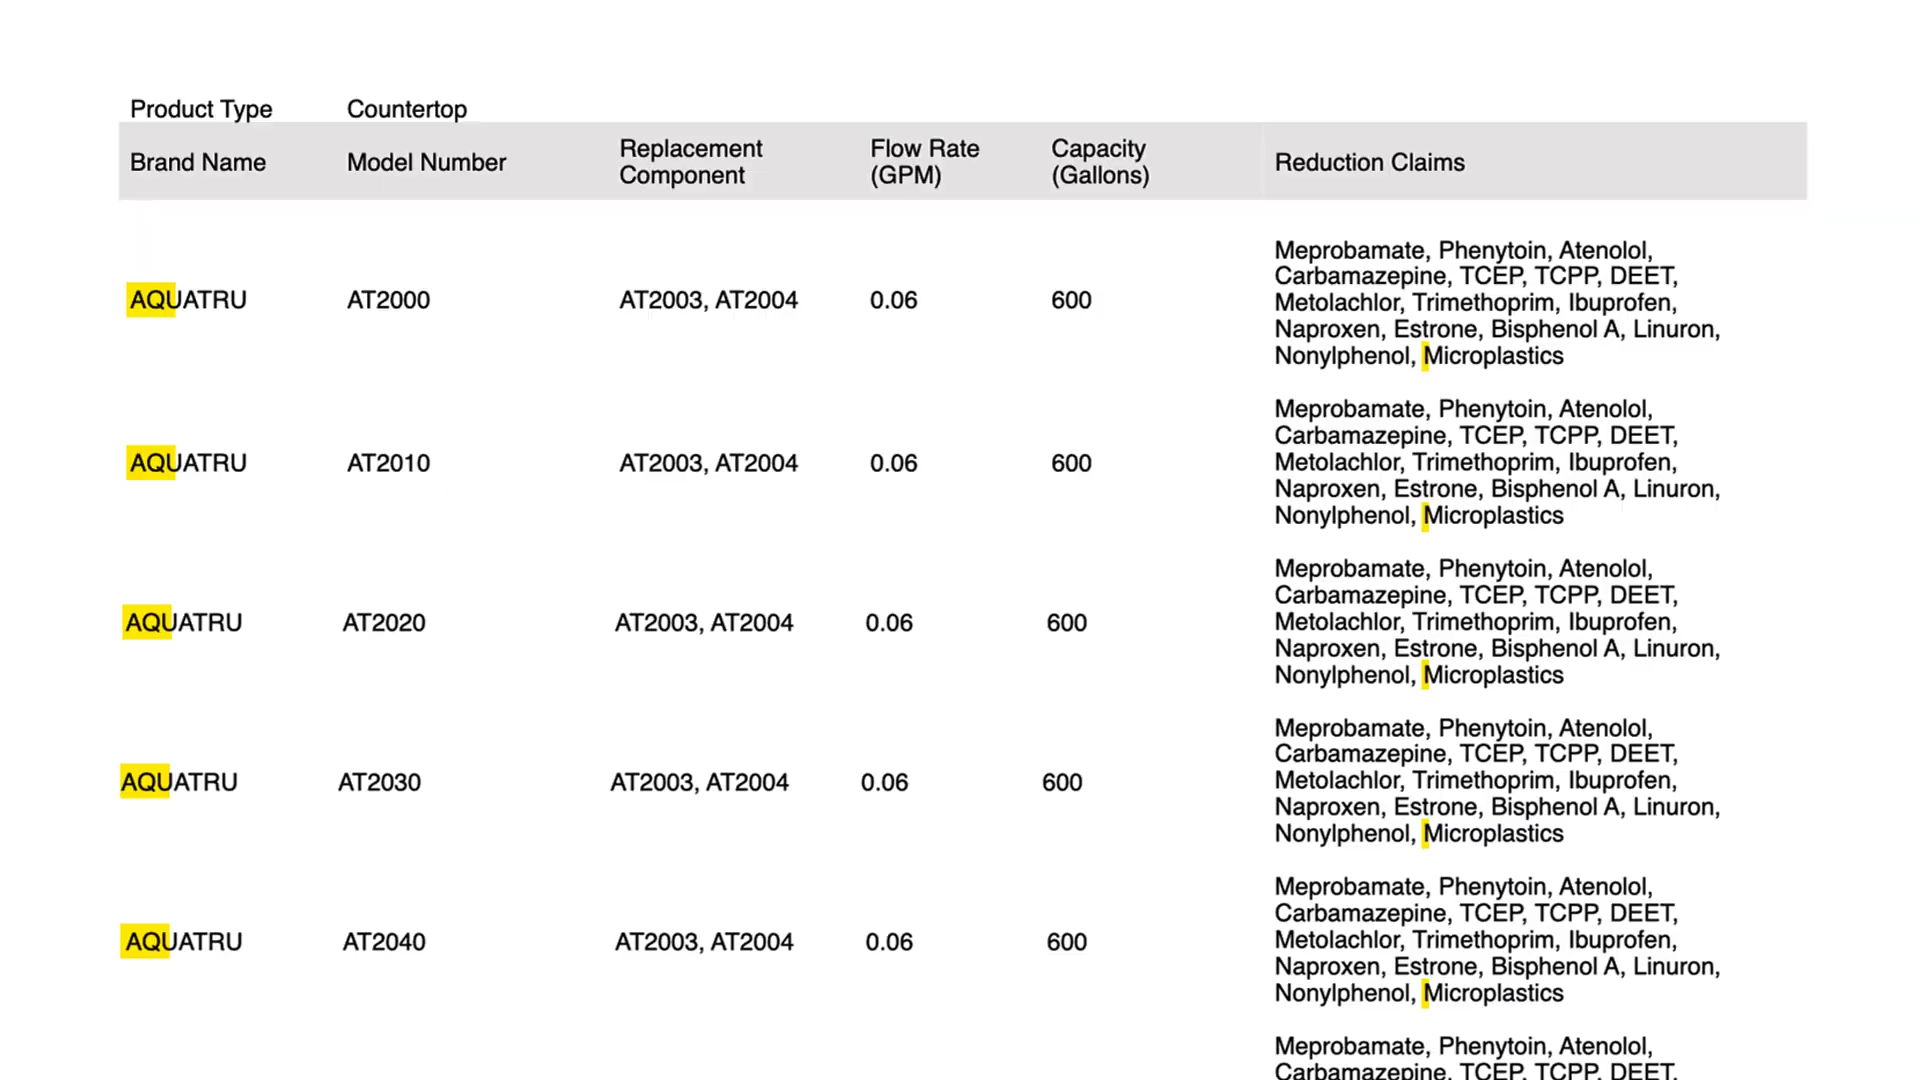 Product Type Countertop
Brand Name Model Number Replacement Component Flow Rate (GPM) Capacity (Gallons) Reduction Claims
AQUATRU AT2000 AT2003, AT2004 0.06 600
Meprobamate, Phenytoin, Atenolol,
Carbamazepine, TCEP, TCPP, DEET,
Metolachlor, Trimethoprim, Ibuprofen,
Naproxen, Estrone, Bisphenol A, Linuron,
Nonylphenol, Microplastics
AQUATRU AT2010 AT2003, AT2004 0.06 600
Meprobamate, Phenytoin, Atenolol,
Carbamazepine, TCEP, TCPP, DEET,
Metolachlor, Trimethoprim, Ibuprofen,
Naproxen, Estrone, Bisphenol A, Linuron,
Nonylphenol, Microplastics
AQUATRU AT2020 AT2003, AT2004 0.06 600
Meprobamate, Phenytoin, Atenolol,
Carbamazepine, TCEP, TCPP, DEET,
Metolachlor, Trimethoprim, Ibuprofen,
Naproxen, Estrone, Bisphenol A, Linuron,
Nonylphenol, Microplastics
AQUATRU AT2030 AT2003, AT2004 0.06 600
Meprobamate, Phenytoin, Atenolol,
Carbamazepine, TCEP, TCPP, DEET,
Metolachlor, Trimethoprim, Ibuprofen,
Naproxen, Estrone, Bisphenol A, Linuron,
Nonylphenol, Microplastics
AQUATRU AT2040 AT2003, AT2004 0.06 600
Meprobamate, Phenytoin, Atenolol,
Carbamazepine, TCEP, TCPP, DEET,
Metolachlor, Trimethoprim, Ibuprofen,
Naproxen, Estrone, Bisphenol A, Linuron,
Nonylphenol, Microplastics
Meprobamate, Phenytoin, Atenolol,
Carbamazepine, TCEP, TCPP, DEET,